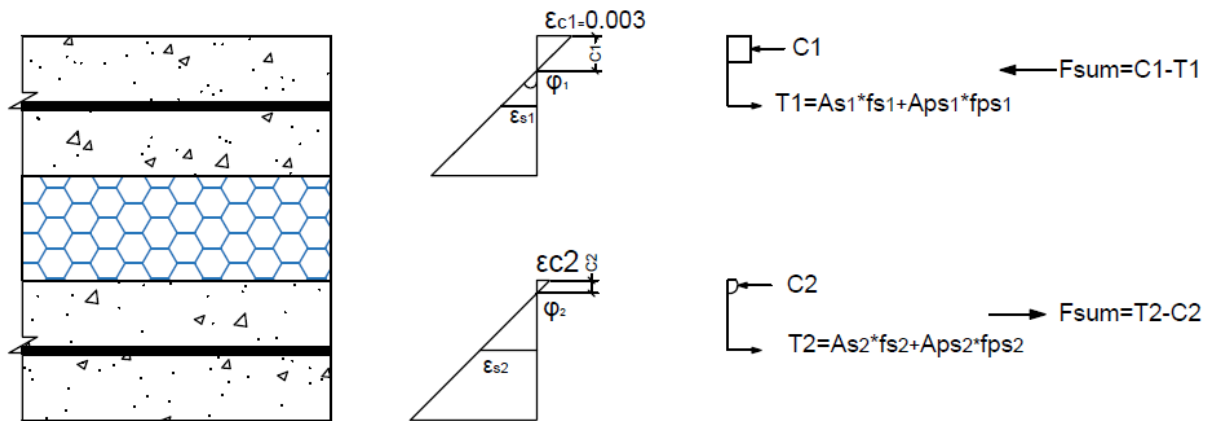 εc1=0.003
c1
φ1
εs1
C1
T1=As1*fs1+Aps1*fps1
Fsum=C1-T1
εc2
c2
φ2
εs2
C2
T2=As2*fs2+Aps2*fps2
Fsum=T2-C2